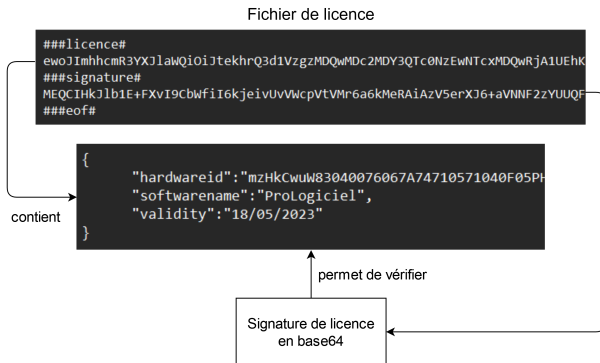 Fichier de licence
###licence#
ewoJImhhcmR3YXJlaWQiOiJtekhrQ3d1VzgzMDQwMDc2MDY3QTc0NzEwNTcxMDQwRjA1UEhK
###signature#
MEQCIHkJlb1E+FXvI9CbWfiI6kjeivUvVWcpVtVMr6a6kMeRAiAzV5erXJ6+aVNNF2zYUUQF
###eof#
{
"hardwareid":"mzHkCwuW83040076067A74710571040F05PH
"softwarename":"ProLogiciel",
"validity":"18/05/2023"
}
contient
permet de vérifier
Signature de licence
en base64